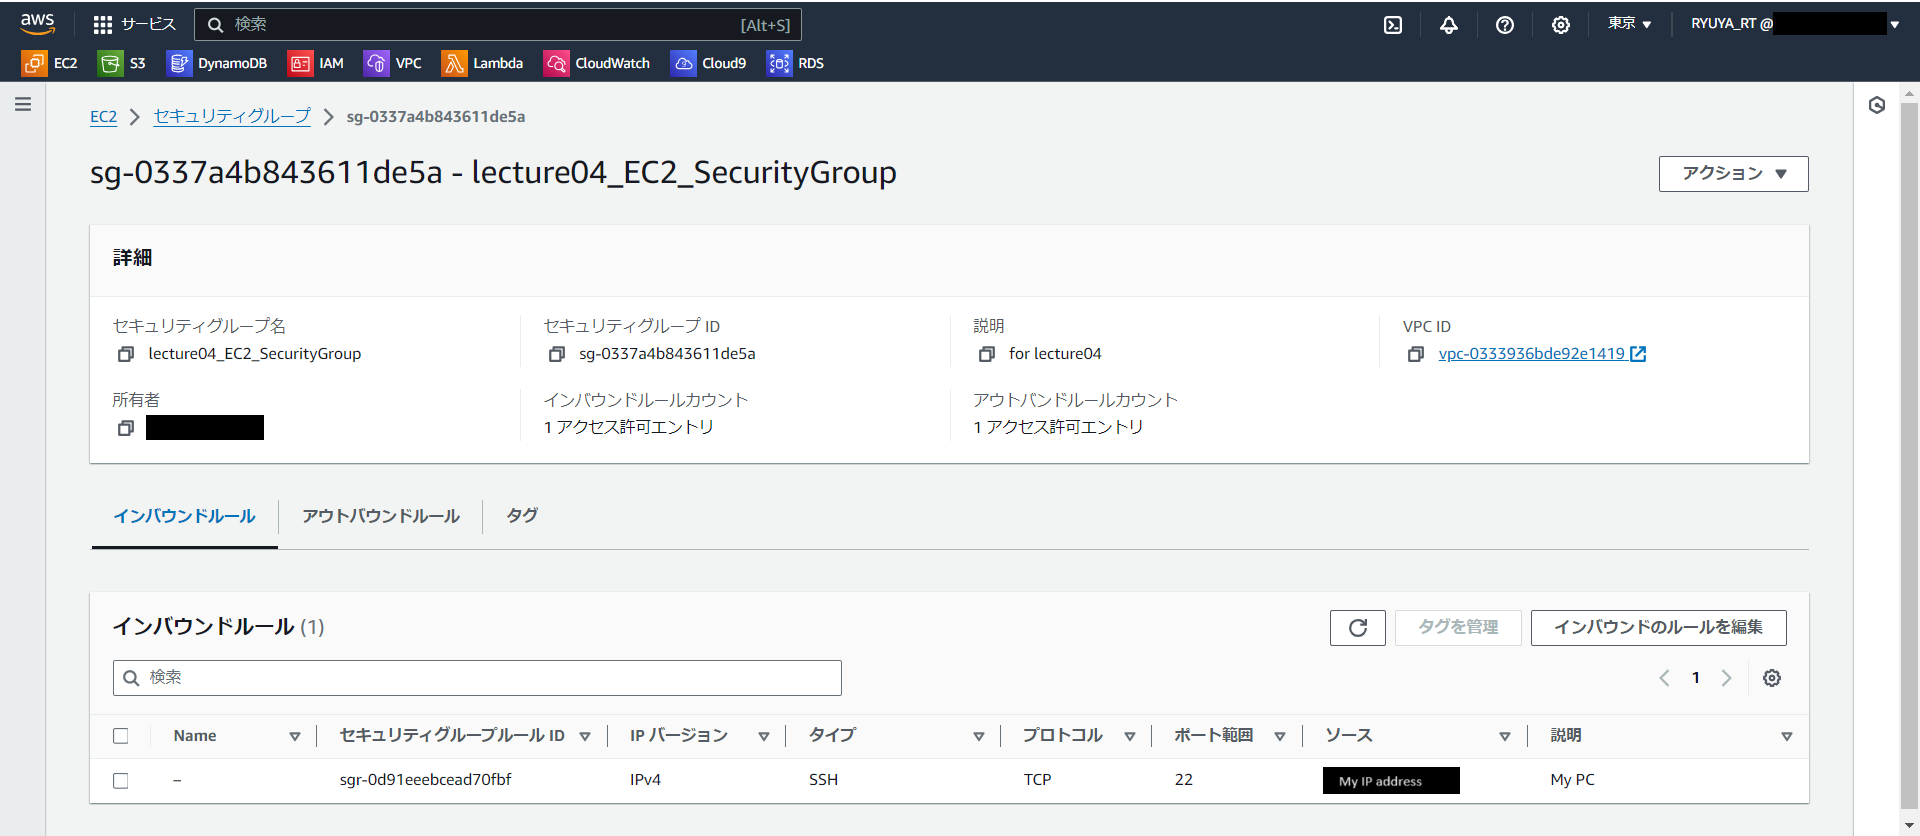 aws サービス 検索 [Alt+S] 東京 RYUYA_RT @
EC2 S3 DynamoDB IAM VPC Lambda CloudWatch Cloud9 RDS
EC2 セキュリティグループ sg-0337a4b843611de5a
sg-0337a4b843611de5a - lecture04_EC2_SecurityGroup
アクション
詳細
セキュリティグループ名 セキュリティグループ ID 説明 VPC ID
lecture04_EC2_SecurityGroup sg-0337a4b843611de5a for lecture04 vpc-0333936bde92e1419
所有者 インバウンドルールカウント アウトバンドルールカウント
1 アクセス許可エントリ 1 アクセス許可エントリ
インバウンドルール アウトバウンドルール タグ
インバウンドルール (1) タグを管理 インバウンドのルールを編集
検索 1
Name セキュリティグループルール ID IP バージョン タイプ プロトコル ポート範囲 ソース 説明
– sgr-0d91eeebcead70fbf IPv4 SSH TCP 22 My IP address My PC